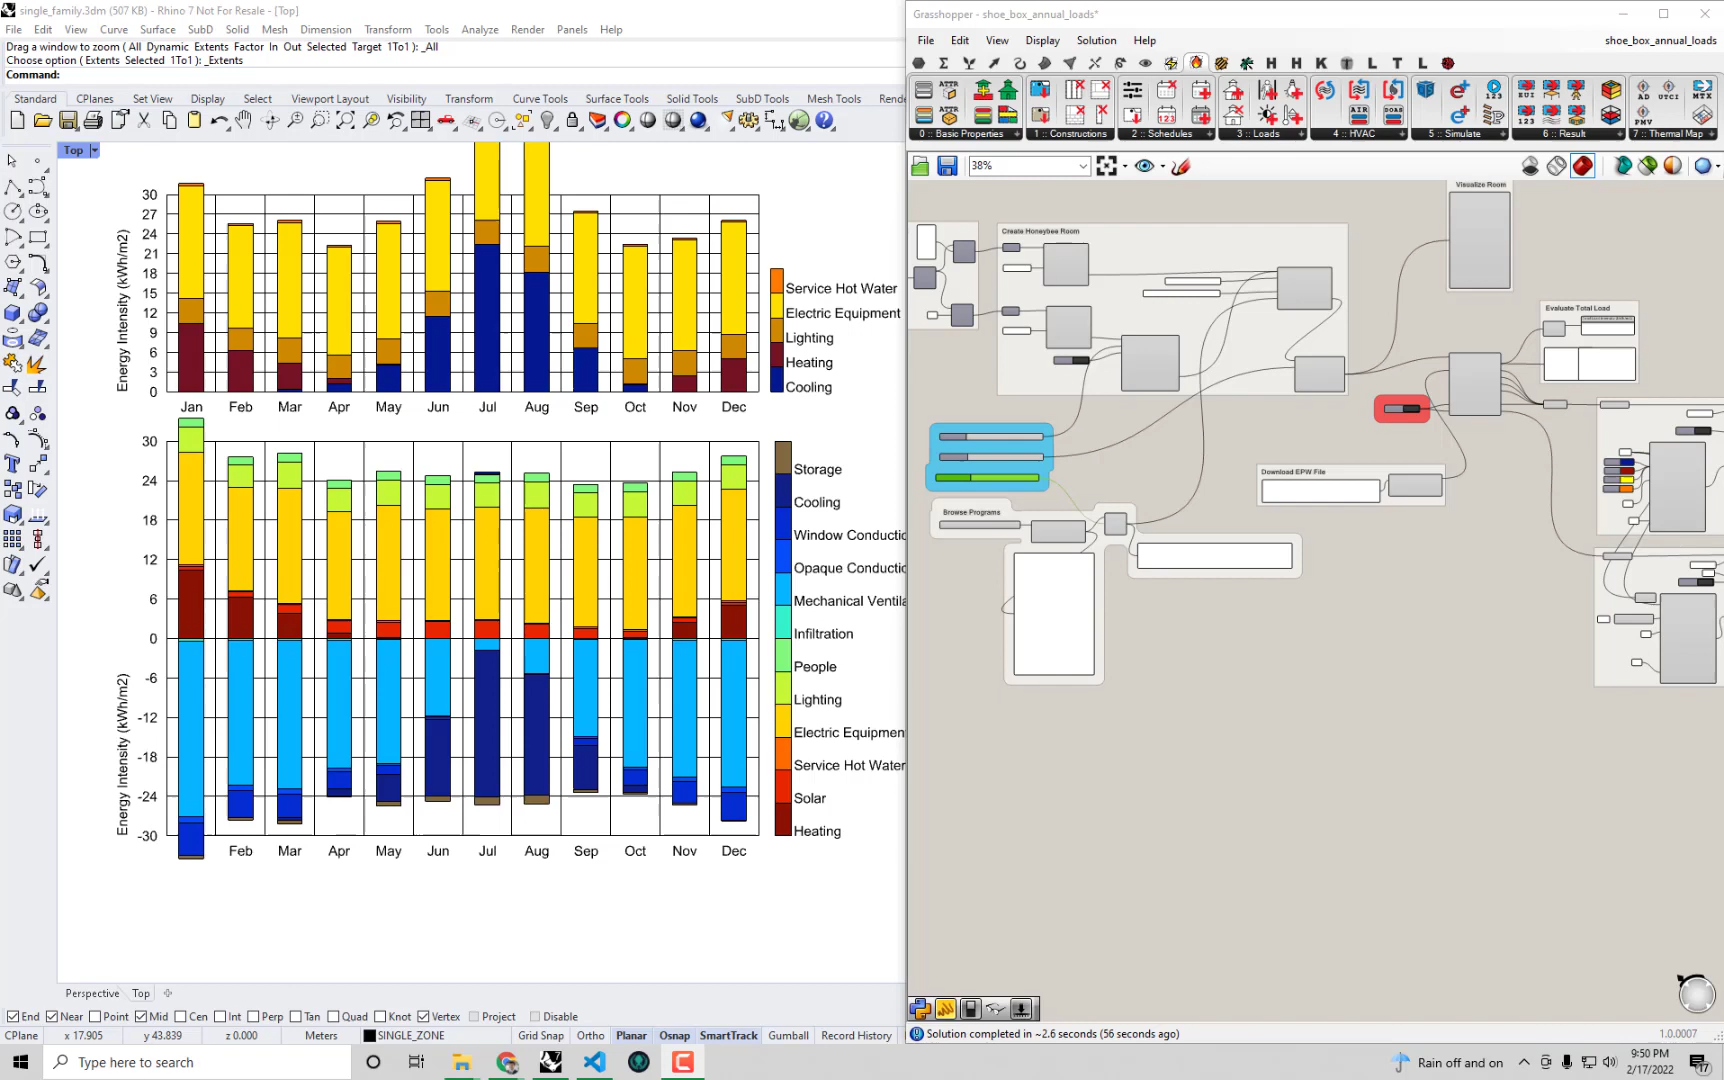 single_family.3dm (507 KB) - Rhino 7 Not For Resale - [Top]
File Edit View Curve Surface SubD Solid Mesh Dimension Transform Tools Analyze Render Panels Help
Drag a window to zoom ( All Dynamic Extents Factor In Out Selected Target 1To1 ): _All
Choose option ( Extents Selected 1To1 ): _Extents
Command:
Standard CPlanes Set View Display Select Viewport Layout Visibility Transform Curve Tools Surface Tools Solid Tools SubD Tools Mesh Tools Rende
Top
30
27
24
21
18
15
12
9
6
3
0
Energy Intensity (kWh/m2)
Jan Feb Mar Apr May Jun Jul Aug Sep Oct Nov Dec
Service Hot Water
Electric Equipment
Lighting
Heating
Cooling
30
24
18
12
6
0
-6
-12
-18
-24
-30
Energy Intensity (kWh/m2)
Feb Mar Apr May Jun Jul Aug Sep Oct Nov Dec
Storage
Cooling
Window Conductio
Opaque Conductio
Mechanical Ventila
Infiltration
People
Lighting
Electric Equipmen
Service Hot Water
Solar
Heating
Perspective Top
End Near Point Mid Cen Int Perp Tan Quad Knot Vertex Project Disable
CPlane x 17.905 y 43.839 z 0.000 Meters SINGLE_ZONE Grid Snap Ortho Planar Osnap SmartTrack Gumball Record History
Grasshopper - shoe_box_annual_loads*
File Edit View Display Solution Help shoe_box_annual_loads
H H K T L T L
0 :: Basic Properties 1 :: Constructions 2 :: Schedules 3 :: Loads 4 :: HVAC 5 :: Simulate 6 :: Result 7 :: Thermal Map
38%
Visualize Room
Create Honeybee Room
Evaluate Total Load
Download EPW File
Browse Programs
Solution completed in ~2.6 seconds (56 seconds ago)
1.0.0007
Type here to search
Rain off and on
9:50 PM
2/17/2022
17